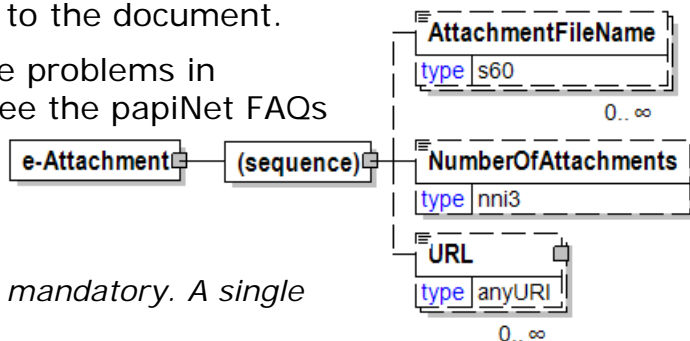 to the document.
e problems in
ee the papiNet FAQs
mandatory. A single
e-Attachment
(sequence)
AttachmentFileName
type s60
0.. ∞
NumberOfAttachments
type nni3
URL
type anyURI
0.. ∞